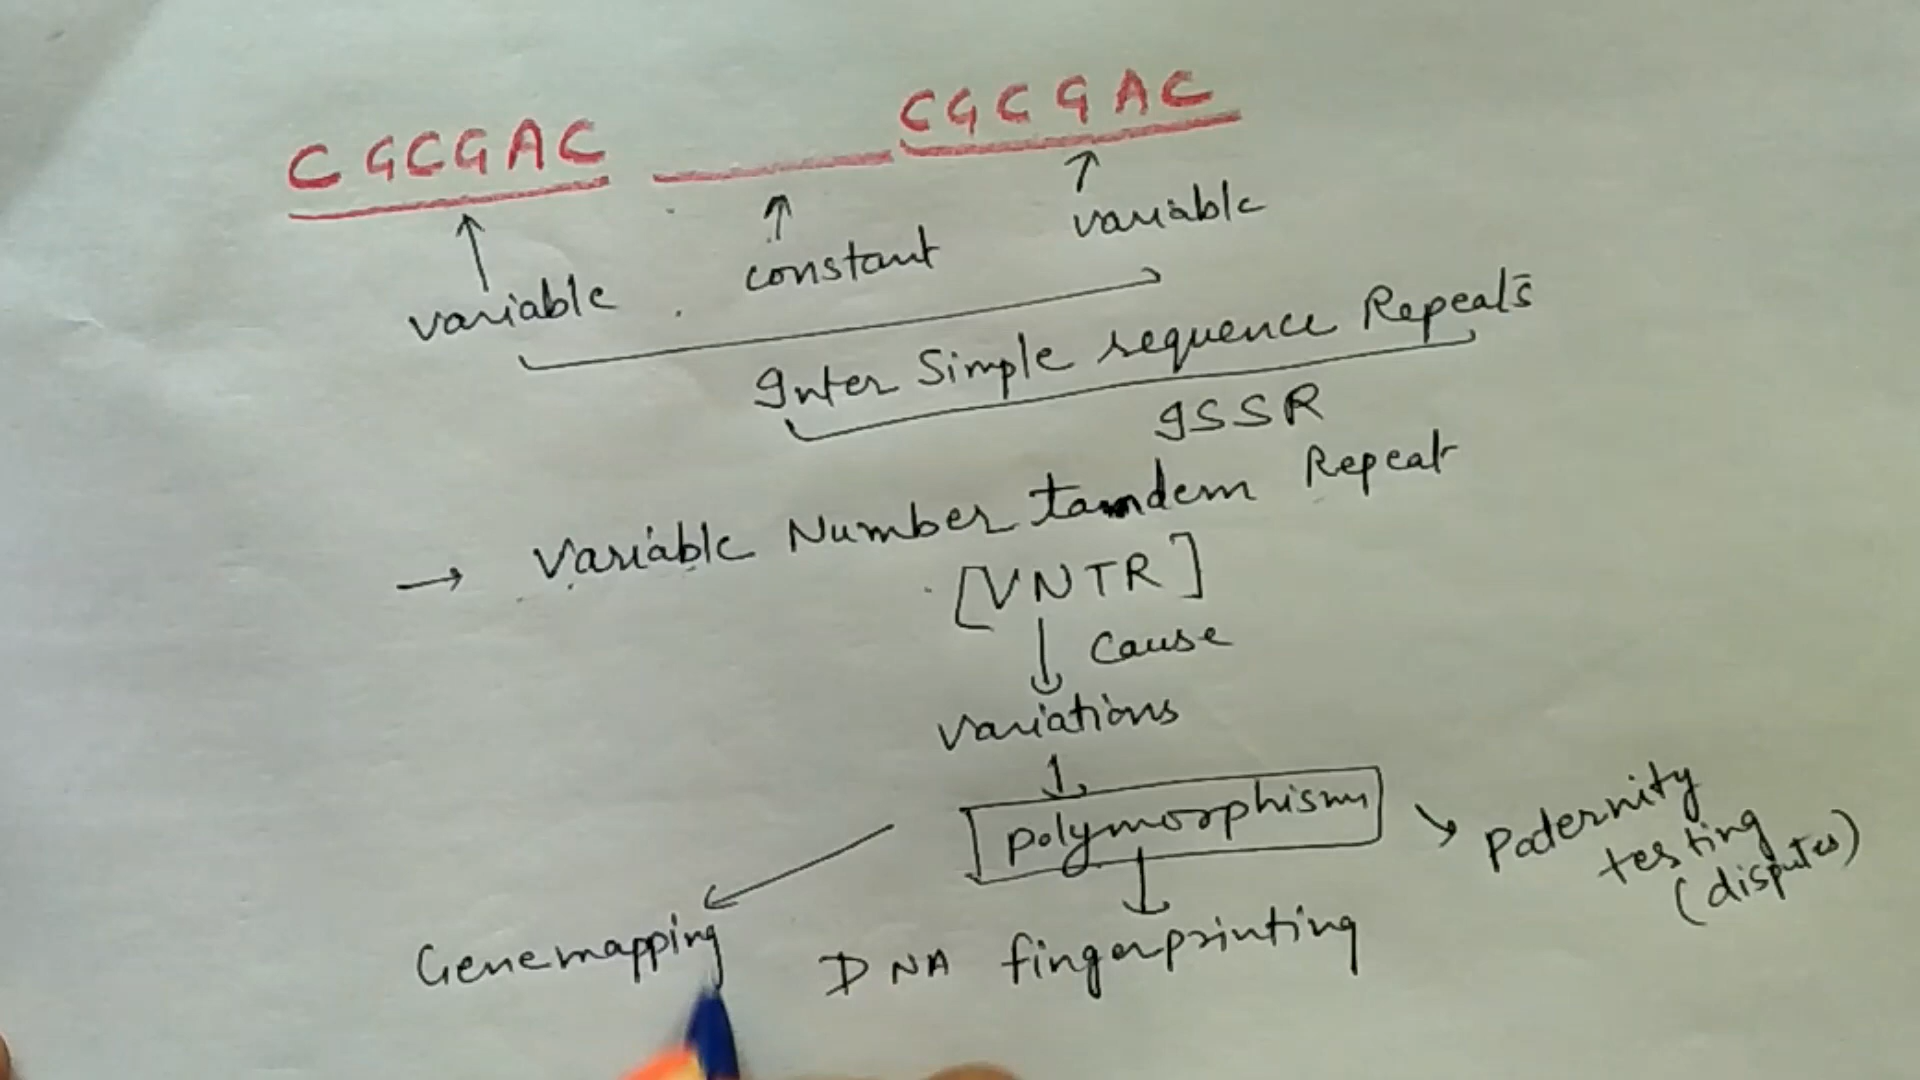 CGCGAC CGCGAC
variable constant variable
Inter Simple sequence Repeats
ISSR
→ Variable Number tandem Repeat
[VNTR]
cause
variations
polymorphism
Paternity
testing
(disputes)
Genemapping
DNA fingerprinting